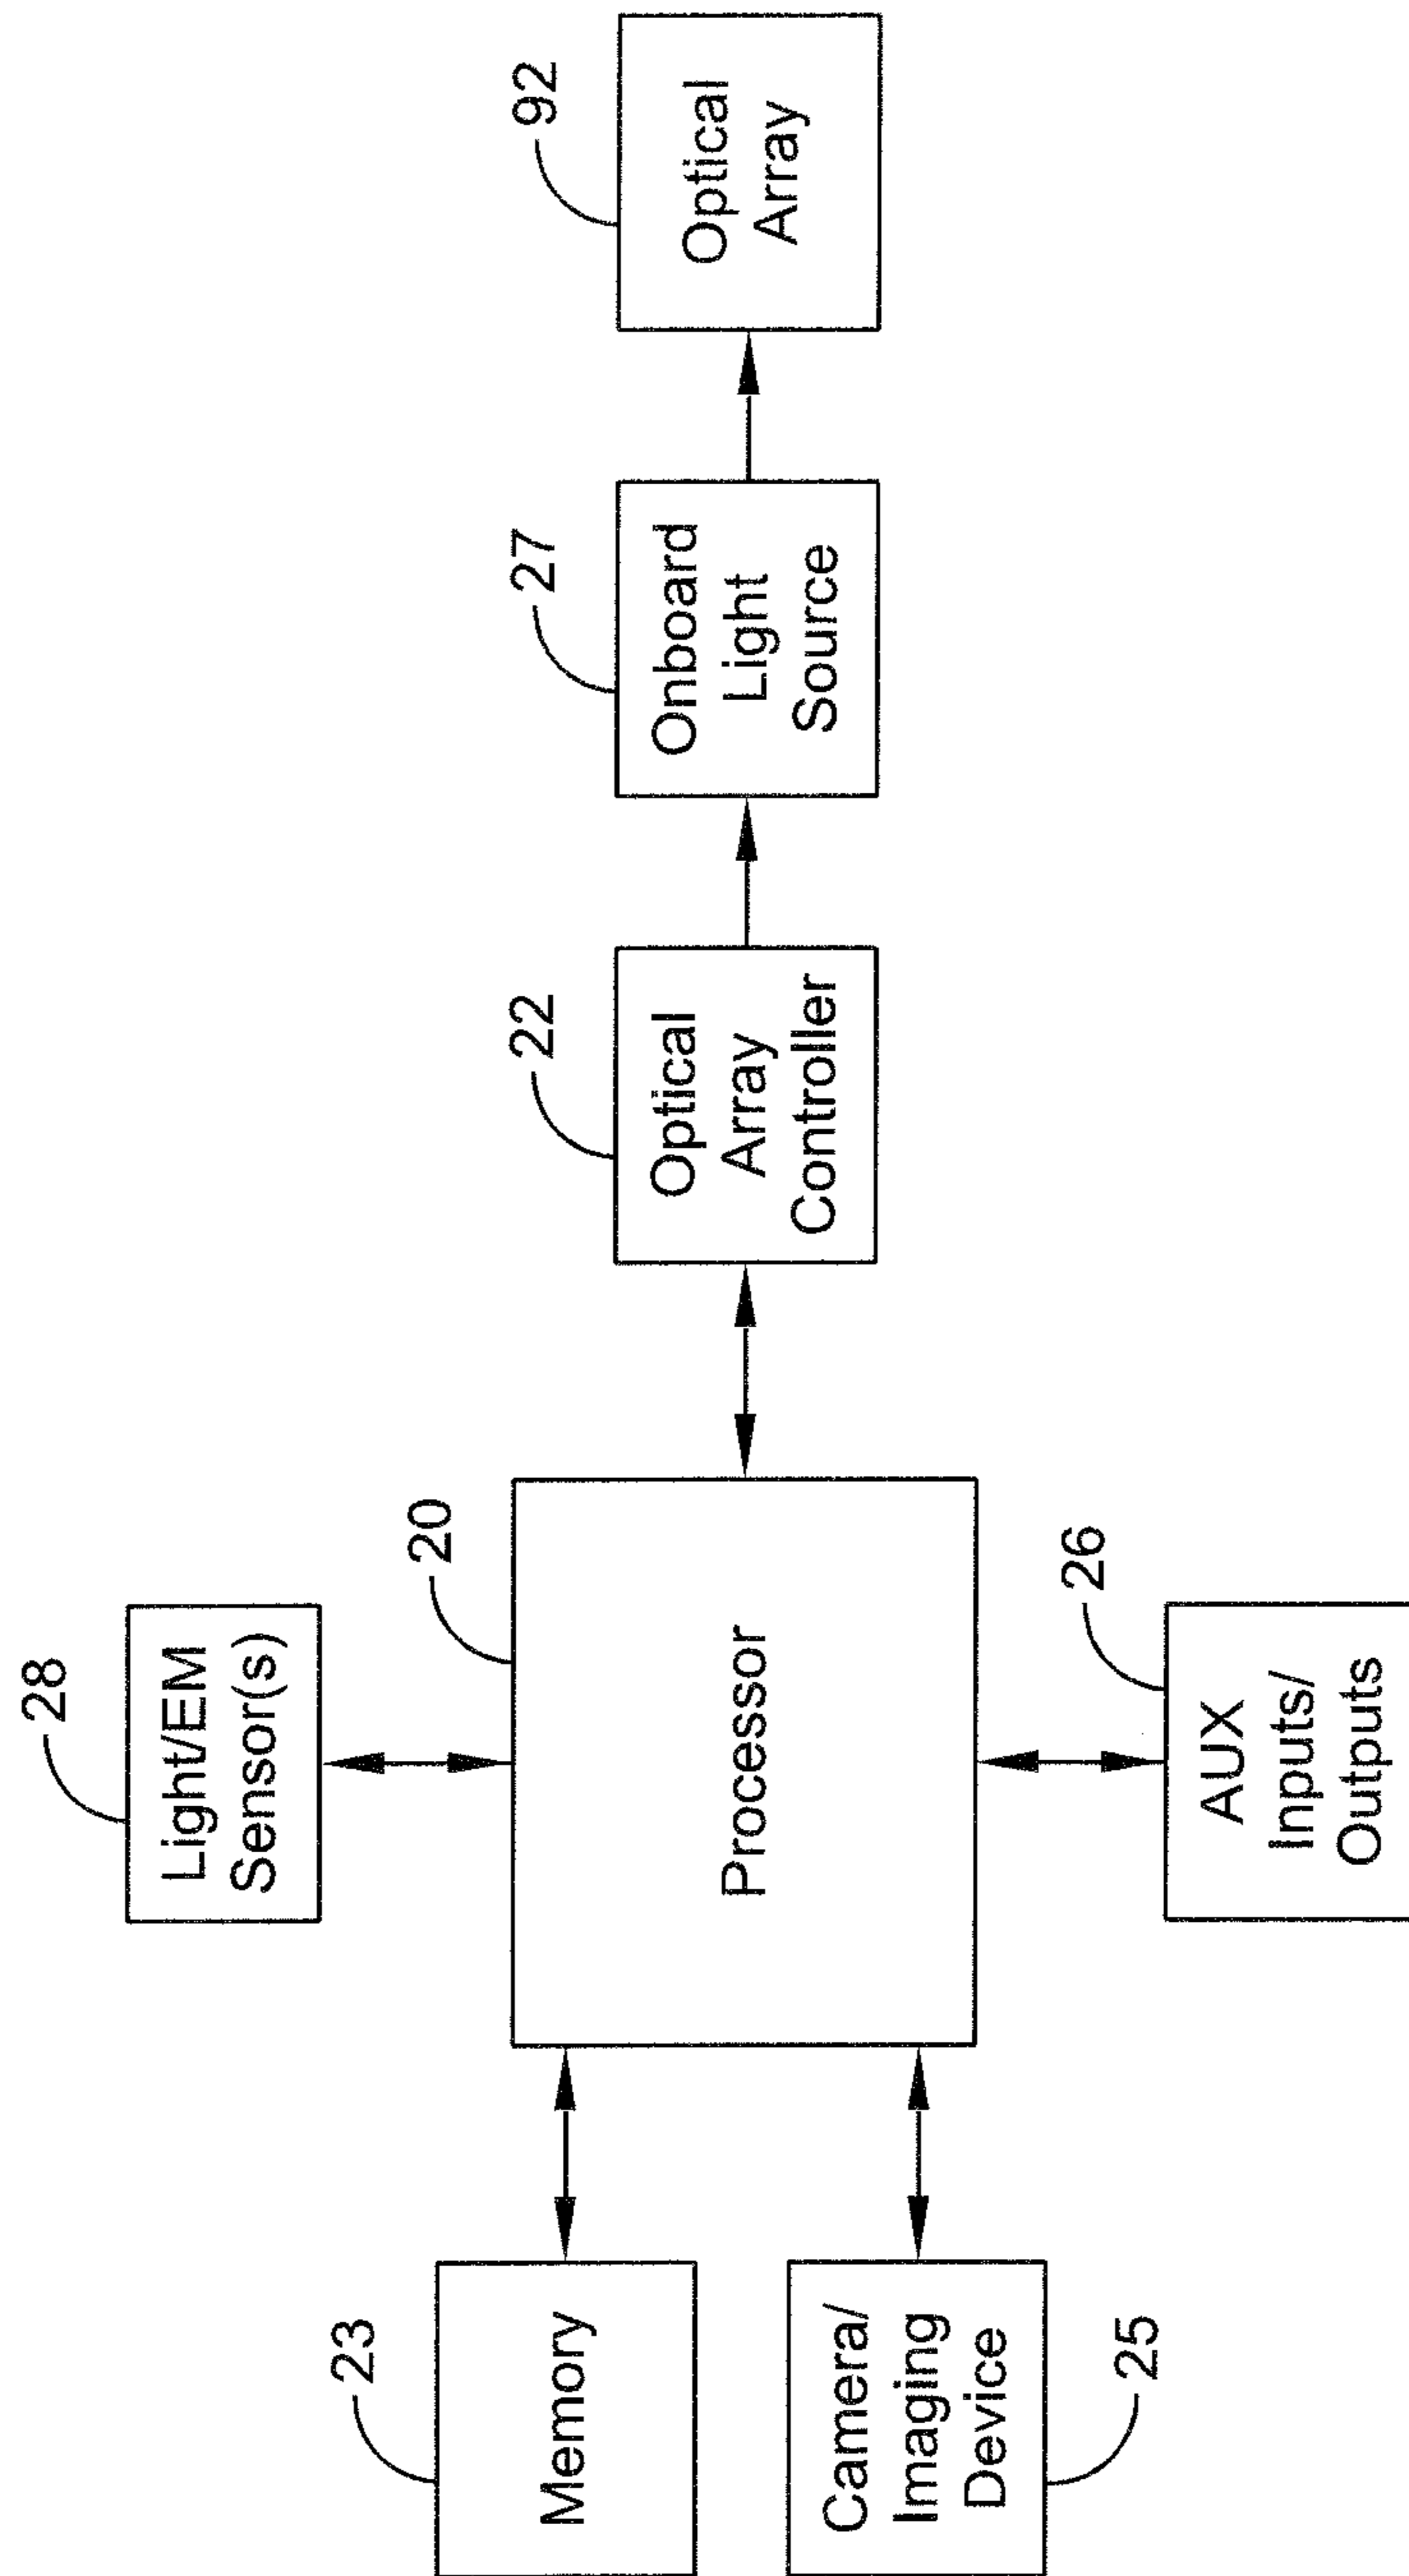 28
Light/EM
Sensor(s)
23
Memory
20
Processor
22
Optical
Array
Controller
27
Onboard
Light
Source
92
Optical
Array
Camera/
Imaging
Device
25
26
AUX
Inputs/
Outputs